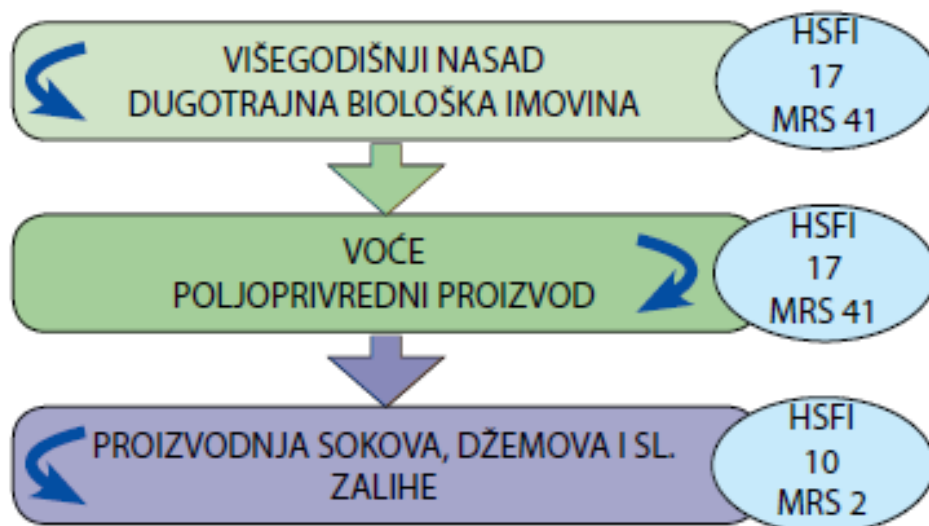 VIŠEGODIŠNJI NASAD
DUGOTRAJNA BIOLOŠKA IMOVINA
HSFI
17
MRS 41
VOĆE
POLJOPRIVREDNI PROIZVOD
HSFI
17
MRS 41
PROIZVODNJA SOKOVA, DŽEMOVA I SL.
ZALIHE
HSFI
10
MRS 2